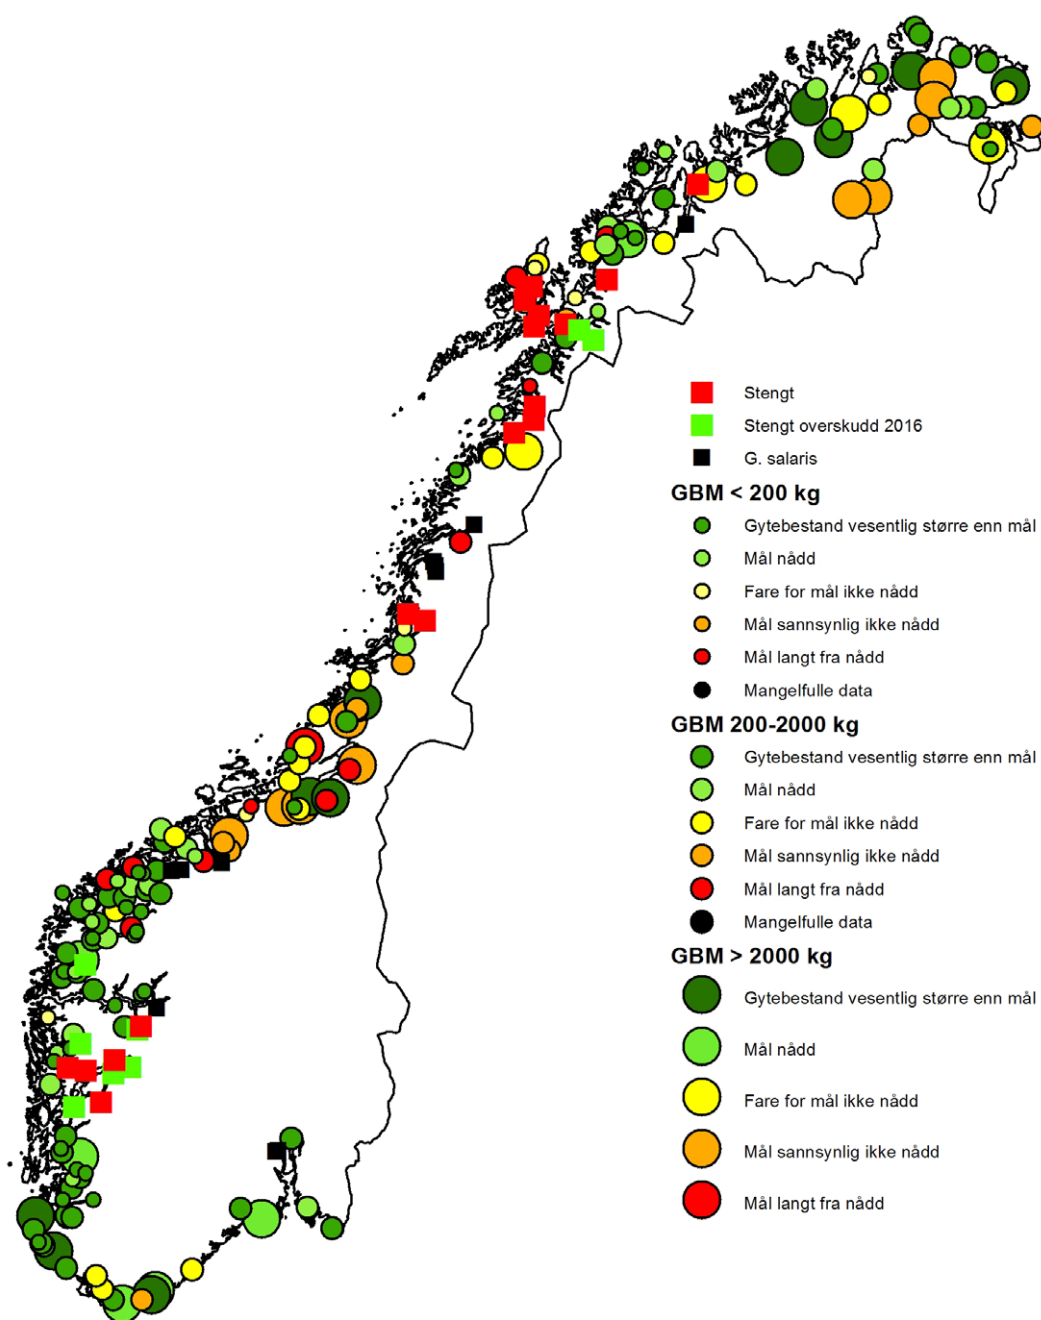 Stengt
Stengt overskudd 2016
G. salaris
GBM < 200 kg
Gytebestand vesentlig større enn mål
Mål nådd
Fare for mål ikke nådd
Mål sannsynlig ikke nådd
Mål langt fra nådd
Mangelfulle data
GBM 200-2000 kg
Gytebestand vesentlig større enn mål
Mål nådd
Fare for mål ikke nådd
Mål sannsynlig ikke nådd
Mål langt fra nådd
Mangelfulle data
GBM > 2000 kg
Gytebestand vesentlig større enn mål
Mål nådd
Fare for mål ikke nådd
Mål sannsynlig ikke nådd
Mål langt fra nådd